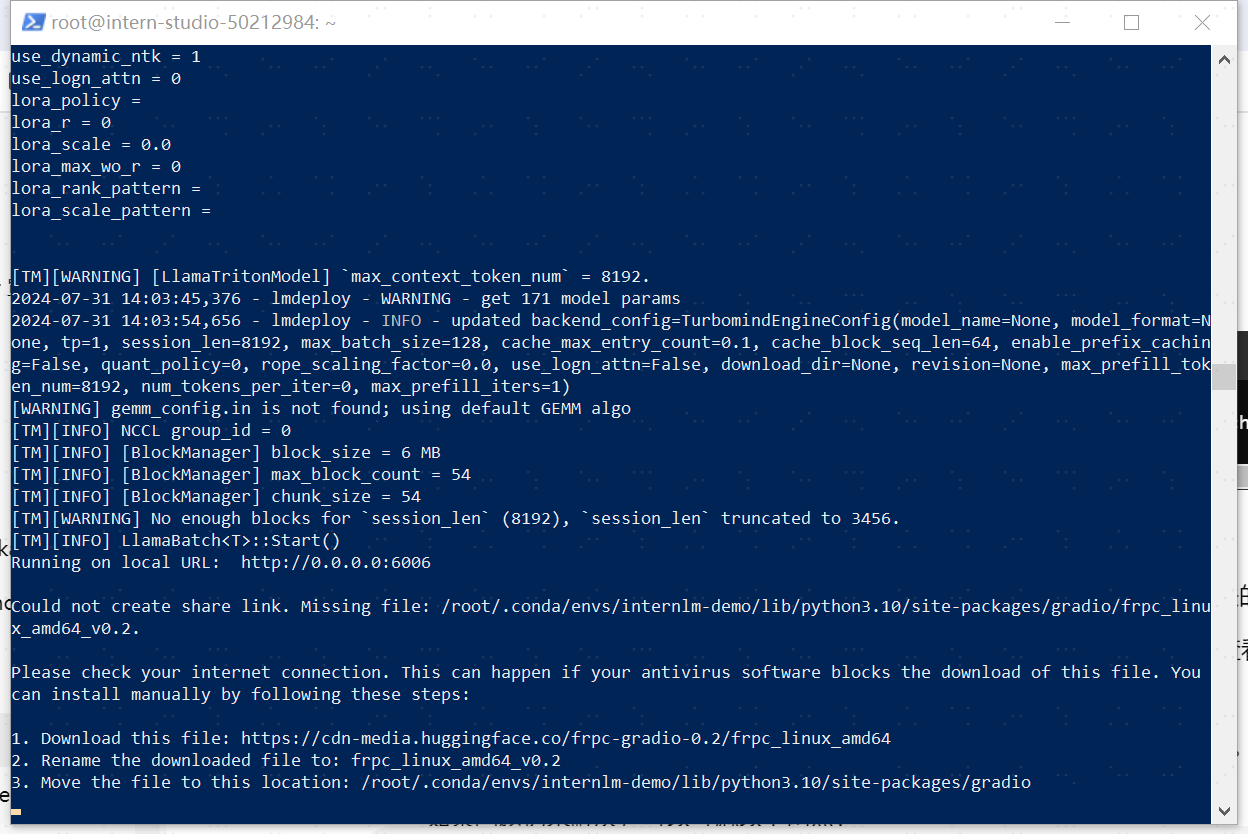 root@intern-studio-50212984: ~
use_dynamic_ntk = 1
use_logn_attn = 0
lora_policy =
lora_r = 0
lora_scale = 0.0
lora_max_wo_r = 0
lora_rank_pattern =
lora_scale_pattern =
[TM][WARNING] [LlamaTritonModel] `max_context_token_num` = 8192.
2024-07-31 14:03:45,376 - lmdeploy - WARNING - get 171 model params
2024-07-31 14:03:54,656 - lmdeploy - INFO - updated backend_config=TurbomindEngineConfig(model_name=None, model_format=N
one, tp=1, session_len=8192, max_batch_size=128, cache_max_entry_count=0.1, cache_block_seq_len=64, enable_prefix_cachin
g=False, quant_policy=0, rope_scaling_factor=0.0, use_logn_attn=False, download_dir=None, revision=None, max_prefill_tok
en_num=8192, num_tokens_per_iter=0, max_prefill_iters=1)
[WARNING] gemm_config.in is not found; using default GEMM algo
[TM][INFO] NCCL group_id = 0
[TM][INFO] [BlockManager] block_size = 6 MB
[TM][INFO] [BlockManager] max_block_count = 54
[TM][INFO] [BlockManager] chunk_size = 54
[TM][WARNING] No enough blocks for `session_len` (8192), `session_len` truncated to 3456.
[TM][INFO] LlamaBatch<T>::Start()
Running on local URL:  http://0.0.0.0:6006
Could not create share link. Missing file: /root/.conda/envs/internlm-demo/lib/python3.10/site-packages/gradio/frpc_linu
x_amd64_v0.2.
Please check your internet connection. This can happen if your antivirus software blocks the download of this file. You
can install manually by following these steps:
1. Download this file: https://cdn-media.huggingface.co/frpc-gradio-0.2/frpc_linux_amd64
2. Rename the downloaded file to: frpc_linux_amd64_v0.2
3. Move the file to this location: /root/.conda/envs/internlm-demo/lib/python3.10/site-packages/gradio